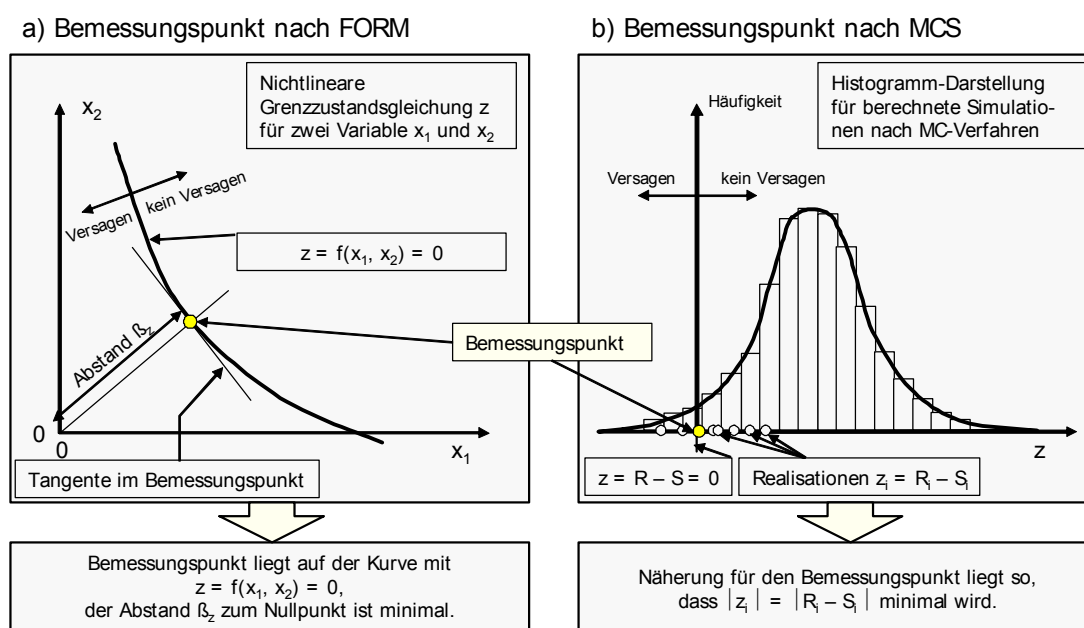 a) Bemessungspunkt nach FORM
x₂
Nichtlineare
Grenzzustandsgleichung z
für zwei Variable x₁ und x₂
Versagen
kein Versagen
z = f(x₁, x₂) = 0
Abstand ß_z
0
0
x₁
Tangente im Bemessungspunkt
Bemessungspunkt liegt auf der Kurve mit
z = f(x₁, x₂) = 0,
der Abstand ß_z zum Nullpunkt ist minimal.
Bemessungspunkt
b) Bemessungspunkt nach MCS
Häufigkeit
Histogramm-Darstellung
für berechnete Simulatio-
nen nach MC-Verfahren
Versagen
kein Versagen
z
z = R – S = 0
Realisationen zᵢ = Rᵢ – Sᵢ
Näherung für den Bemessungspunkt liegt so,
dass |zᵢ| = |Rᵢ – Sᵢ| minimal wird.